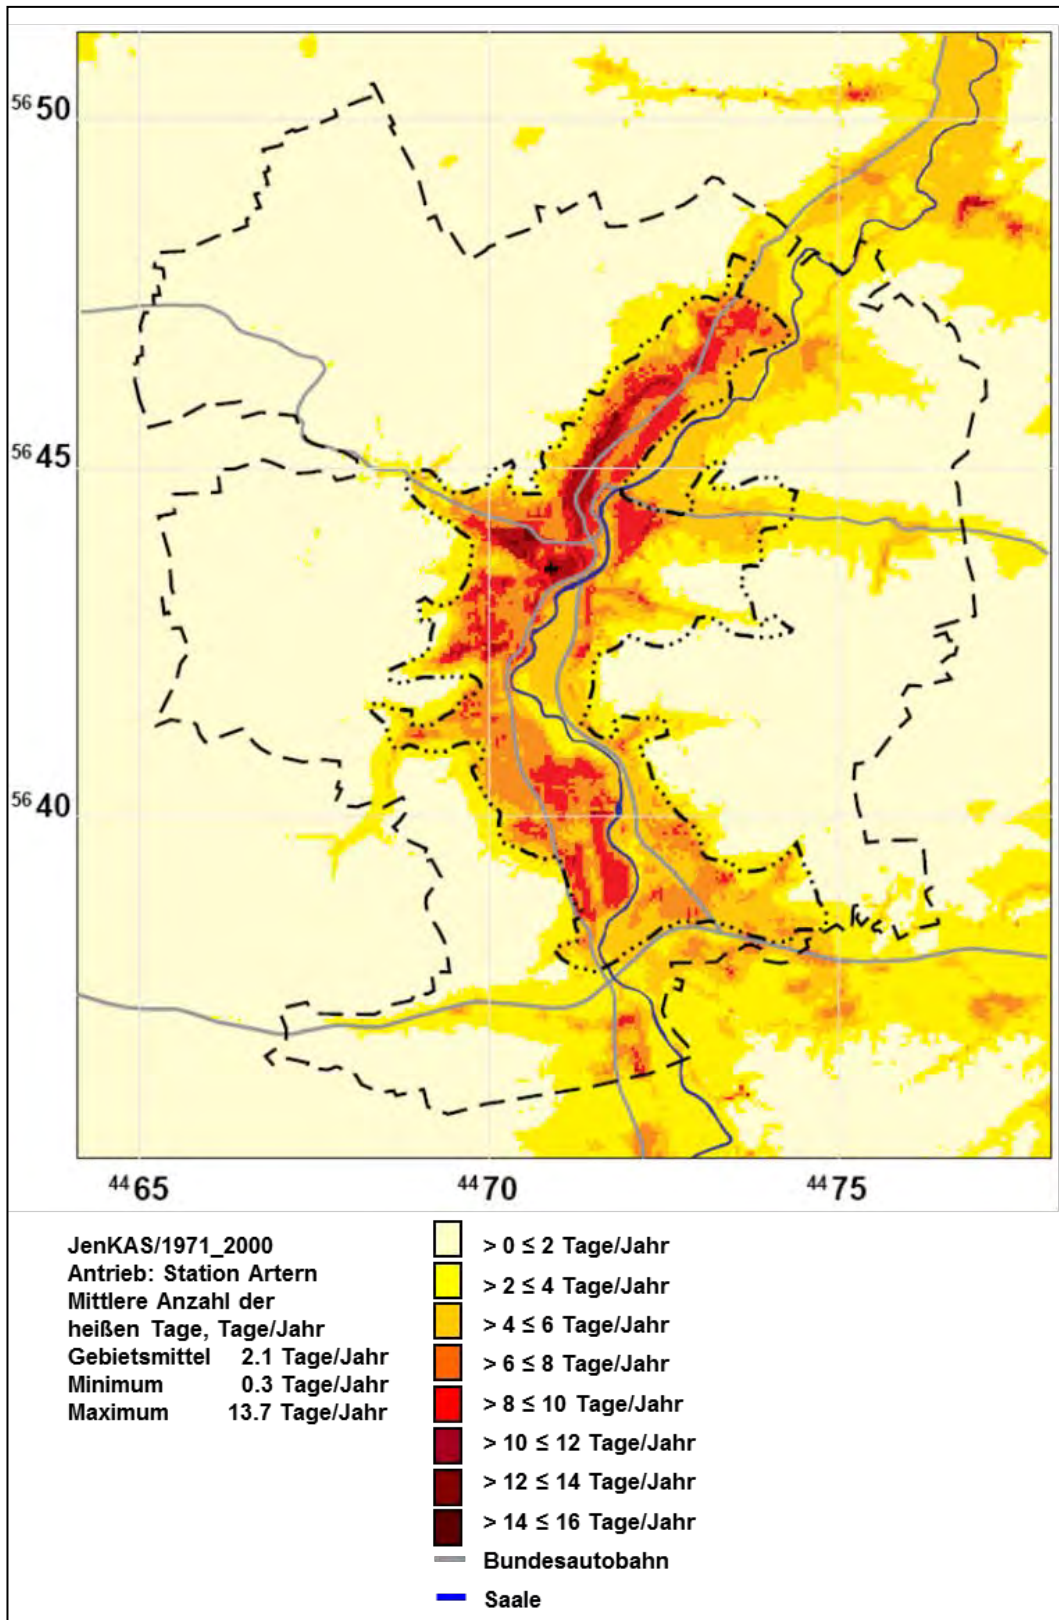 56 50
56 45
56 40
44 65
44 70
44 75
JenKAS/1971_2000
Antrieb: Station Artern
Mittlere Anzahl der
heißen Tage, Tage/Jahr
Gebietsmittel 2.1 Tage/Jahr
Minimum 0.3 Tage/Jahr
Maximum 13.7 Tage/Jahr
> 0 ≤ 2 Tage/Jahr
> 2 ≤ 4 Tage/Jahr
> 4 ≤ 6 Tage/Jahr
> 6 ≤ 8 Tage/Jahr
> 8 ≤ 10 Tage/Jahr
> 10 ≤ 12 Tage/Jahr
> 12 ≤ 14 Tage/Jahr
> 14 ≤ 16 Tage/Jahr
Bundesautobahn
Saale